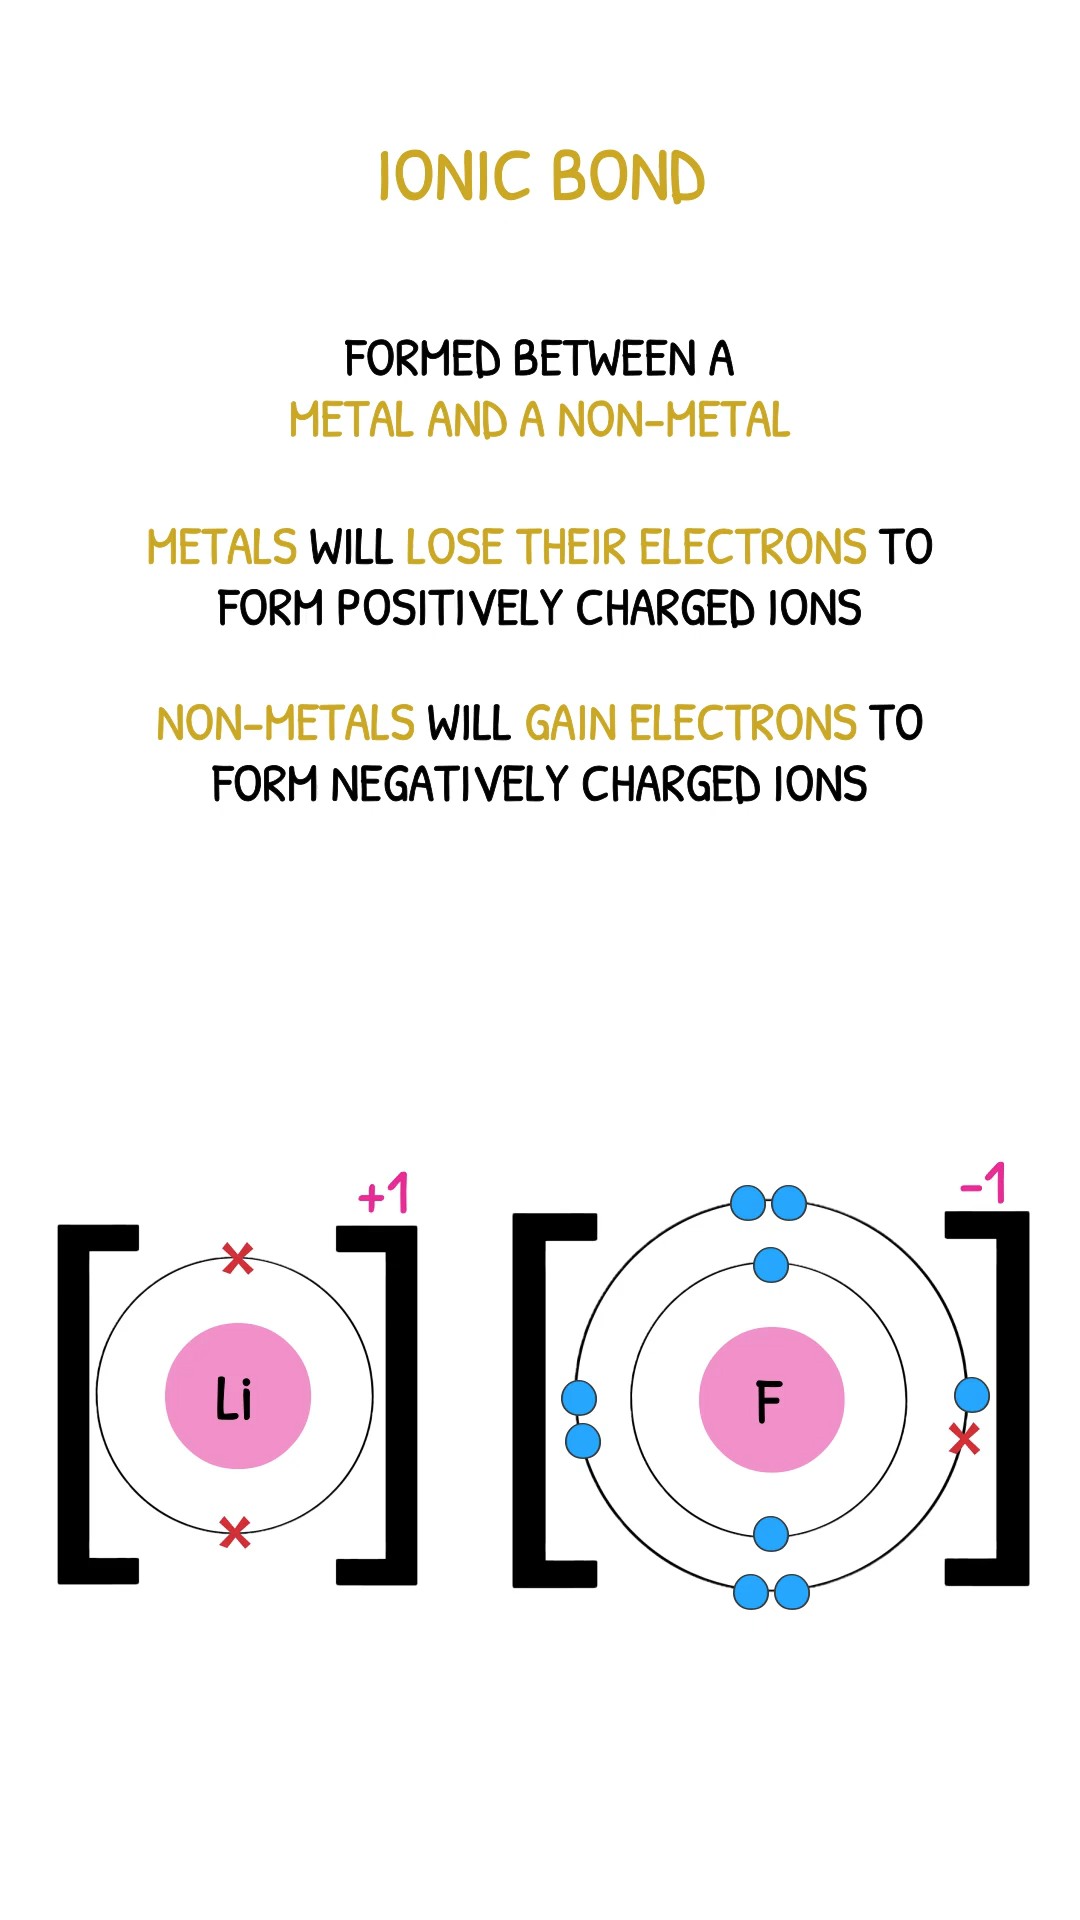 IONIC BOND
FORMED BETWEEN A
METAL AND A NON-METAL
METALS WILL LOSE THEIR ELECTRONS TO
FORM POSITIVELY CHARGED IONS
NON-METALS WILL GAIN ELECTRONS TO
FORM NEGATIVELY CHARGED IONS
+1
-1
Li
F